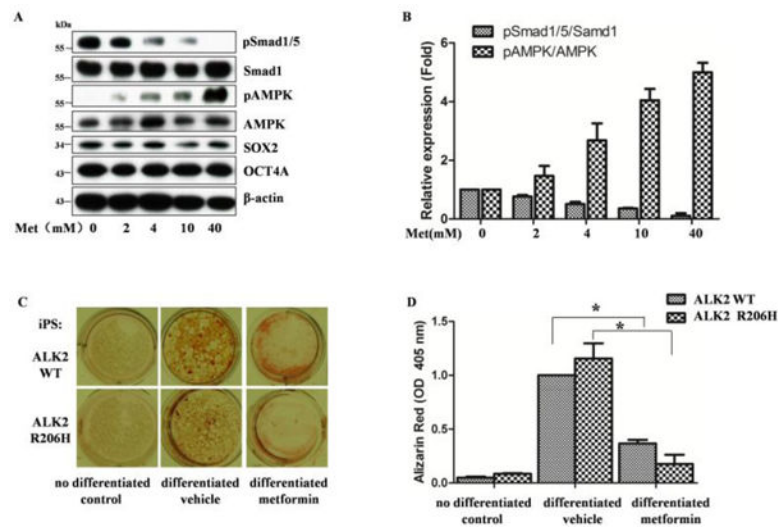 A
kDa
55
pSmad1/5
55
Smad1
55
pAMPK
55
AMPK
34
SOX2
43
OCT4A
43
β-actin
Met (mM) 0 2 4 10 40
B
pSmad1/5/Samd1
pAMPK/AMPK
Relative expression (Fold)
6
4
2
0
Met(mM) 0 2 4 10 40
C
iPS:
ALK2
WT
ALK2
R206H
no differentiated
control
differentiated
vehicle
differentiated
metformin
D
ALK2 WT
ALK2 R206H
Alizarin Red (OD 405 nm)
1.5
1.0
0.5
0.0
*
*
no differentiated
control
differentiated
vehicle
differentiated
metformin